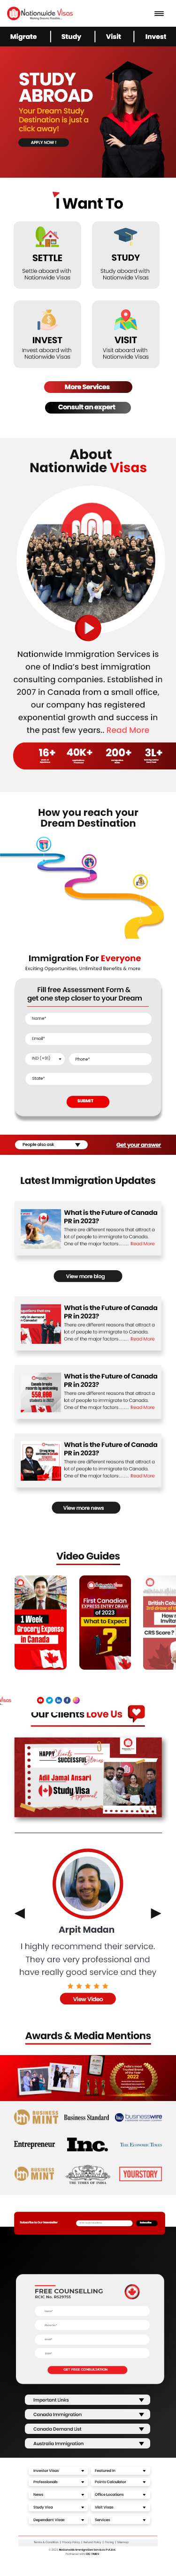 Nationwide Visas
Migrate
Study
Visit
Invest
STUDY
ABROAD
Your Dream Study
Destination is just a
click away!
APPLY NOW !
I Want To
SETTLE
Settle aboard with
Nationwide Visas
STUDY
Study aboard with
Nationwide Visas
INVEST
Invest aboard with
Nationwide Visas
VISIT
Visit aboard with
Nationwide Visas
More Services
Consult an expert
About
Nationwide Visas
Nationwide Immigration Services is
one of India's best immigration
consulting companies. Established in
2007 in Canada from a small office,
our company has registered
expounential growth and success in
the past few years.. Read More
16+
40K+
200+
3L+
How you reach your
Dream Destination
Immigration For Everyone
Exciting Opportunities, Unlimited Benefits & more
Fill free Assessment Form &
get one step closer to your Dream
Name*
Email*
IND (+91)
Phone*
State*
SUBMIT
People also ask
Get your answer
Latest Immigration Updates
What is the Future of Canada
PR in 2023?
There are different reasons that attract a
lot of people to immigrate to Canada.
One of the major factors........ Read More
View more blog
What is the Future of Canada
PR in 2023?
There are different reasons that attract a
lot of people to immigrate to Canada.
One of the major factors........ Read More
What is the Future of Canada
PR in 2023?
There are different reasons that attract a
lot of people to immigrate to Canada.
One of the major factors........ Read More
What is the Future of Canada
PR in 2023?
There are different reasons that attract a
lot of people to immigrate to Canada.
One of the major factors........ Read More
View more news
Video Guides
1 Week
Grocery Expense
in Canada
First Canadian
EXPRESS ENTRY DRAW
of 2023
What to Expect
CRS Score ?
Our Clients Love Us
HAPPY Clients
SUCCESSFUL Stories
Adil Jamal Ansari
Study Visa
Approved
Arpit Madan
I highly recommend their service.
They are very professional and
have really good service and they
View Video
Awards & Media Mentions
2022
BUSINESS
MINT
Business Standard
businesswire
Entrepreneur
Inc.
THE ECONOMIC TIMES
BUSINESS
MINT
THE TIMES OF INDIA
YOURSTORY
Subscribe to Our Newsletter
Subscribe
FREE COUNSELLING
RCIC No. R529755
GET FREE CONSULTATION
Important Links
Canada Immigration
Canada Demand List
Australia Immigration
Investor Visas
Featured In
Professionals
Points Calculator
News
Office Locations
Study Visa
Visit Visas
Dependent Visas
Services